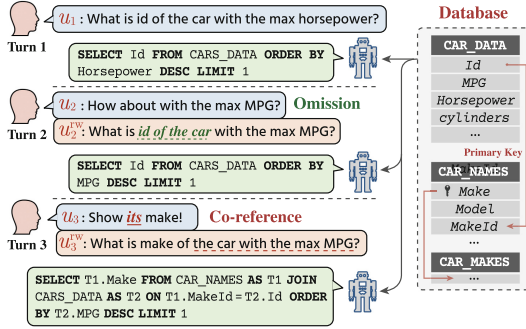 u1 : What is id of the car with the max horsepower?
Turn 1
SELECT Id FROM CARS_DATA ORDER BY
Horsepower DESC LIMIT 1
u2 : How about with the max MPG?
Omission
Turn 2
u2rw: What is id of the car with the max MPG?
SELECT Id FROM CARS_DATA ORDER BY
MPG DESC LIMIT 1
u3 : Show its make!
Co-reference
Turn 3
u3rw: What is make of the car with the max MPG?
SELECT T1.Make FROM CAR_NAMES AS T1 JOIN
CARS_DATA AS T2 ON T1.MakeId=T2.Id ORDER
BY T2.MPG DESC LIMIT 1
Database
CAR_DATA
Id
MPG
Horsepower
cylinders
...
Primary Key
CAR_NAMES
Make
Model
MakeId
...
CAR_MAKES
...